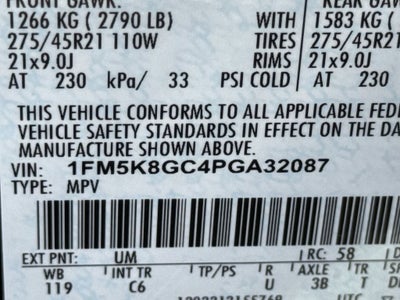 FRONT GAWR: REAR GAWR:
1266 KG ( 2790 LB) WITH 1583 KG (
275/45R21 110W TIRES 275/45R21
21x9.0J RIMS 21x9.0J
AT 230 kPa/ 33 PSI COLD AT 230
THIS VEHICLE CONFORMS TO ALL APPLICABLE FEDE
VEHICLE SAFETY STANDARDS IN EFFECT ON THE DA
MANUFACTURE SHOWN ABOVE.
VIN: 1FM5K8GC4PGA32087
TYPE: MPV
EXT PNT: UM RC: 58
WB INT TR TP/PS R AXLE T
119 C6 U 3B